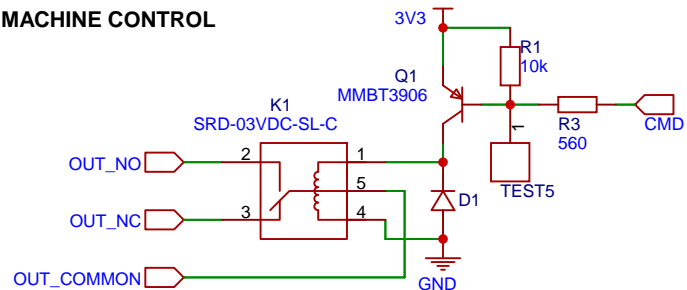 MACHINE CONTROL
3V3
R1
10k
Q1
MMBT3906
K1
SRD-03VDC-SL-C
R3
560
CMD
1
TEST5
OUT_NO
2
1
5
D1
OUT_NC
3
4
OUT_COMMON
GND